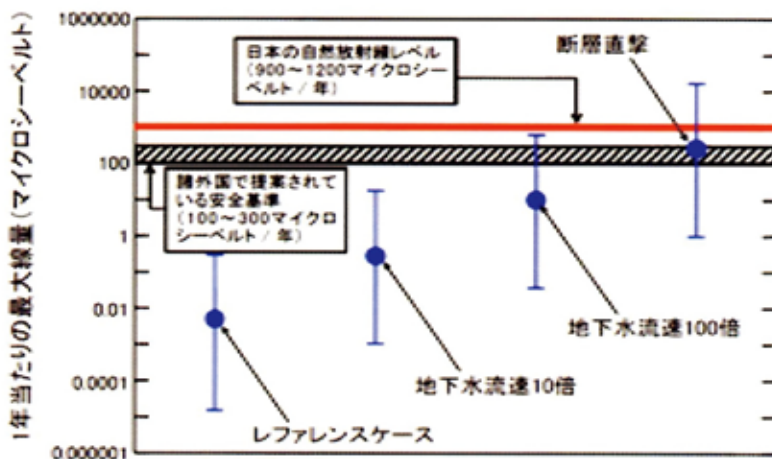 1年当たりの最大線量(マイクロシーベルト)
1000000
10000
100
1
0.01
0.0001
0.000001
日本の自然放射線レベル
(900～1200マイクロシー
ベルト / 年)
断層直撃
諸外国で提案されて
いる安全基準
(100～300マイクロ
シーベルト / 年)
地下水流速100倍
地下水流速10倍
レファレンスケース